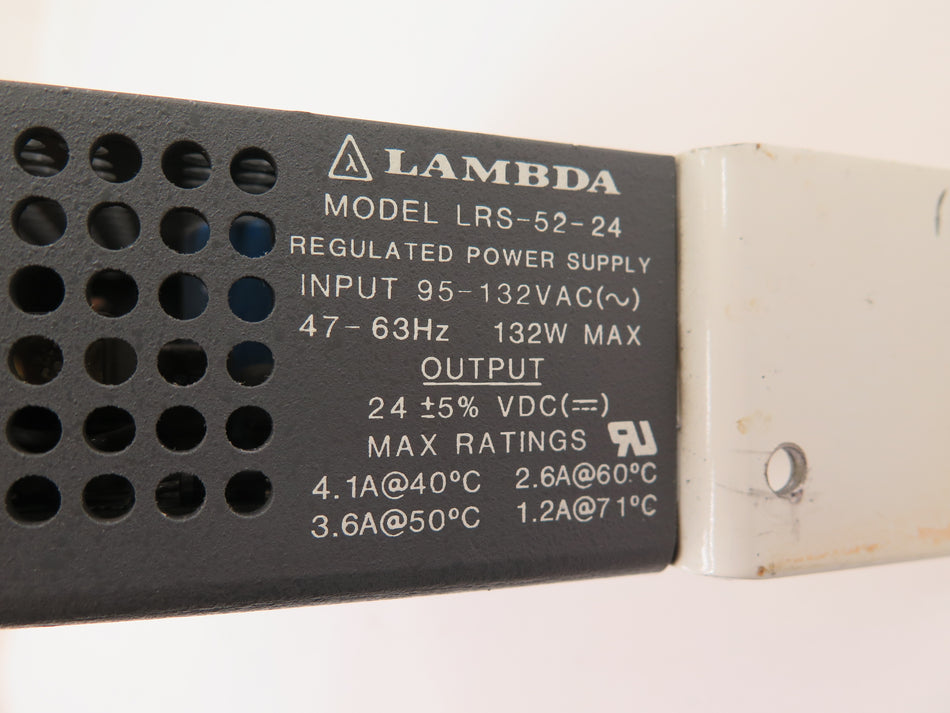 λ LAMBDA
MODEL LRS-52-24
REGULATED POWER SUPPLY
INPUT 95-132VAC(~)
47-63Hz 132W MAX
OUTPUT
24 ±5% VDC(⎓)
MAX RATINGS RU
4.1A@40°C 2.6A@60°C
3.6A@50°C 1.2A@71°C